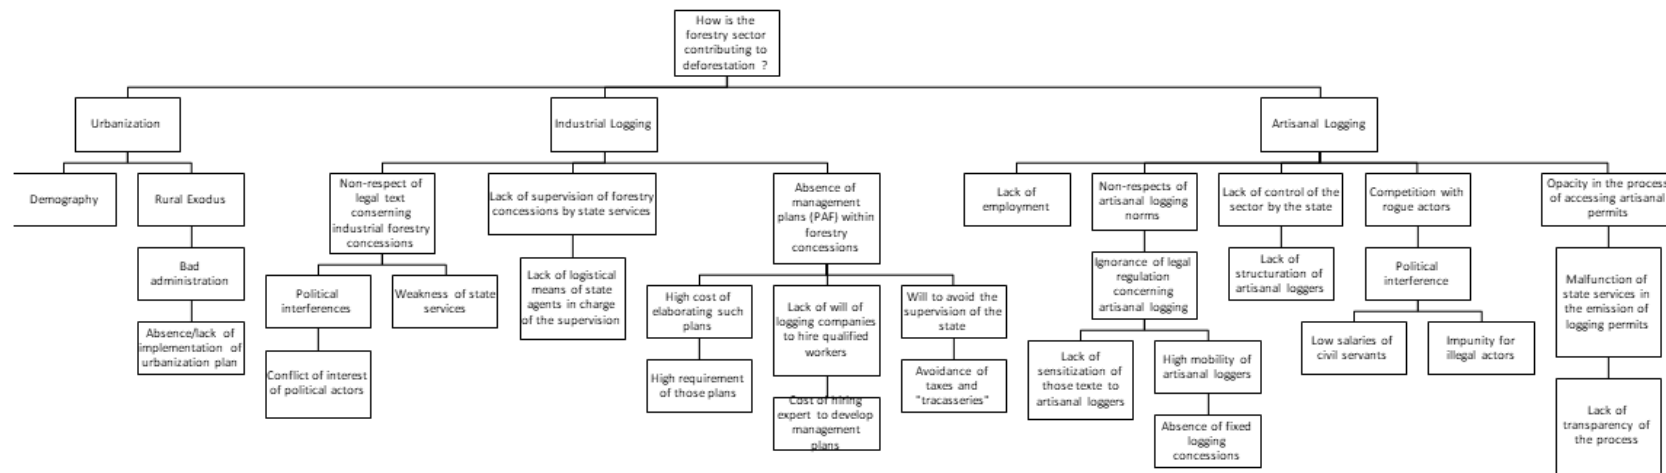 How is the
forestry sector
contributing to
deforestation ?
Urbanization
Industrial Logging
Artisanal Logging
Demography
Rural Exodus
Non-respect of
legal text
conserning
industrial forestry
concessions
Lack of supervision of forestry
concessions by state services
Absence of
management
plans (PAF) within
forestry
concessions
Lack of
employment
Non-respects of
artisanal logging
norms
Lack of control of the
sector by the state
Competition with
rogue actors
Opacity in the process
of accessing artisanal
permits
Bad
administration
Absence/lack of
implementation of
urbanization plan
Political
interferences
Weakness of state
services
Conflict of interest
of political actors
Lack of logistical
means of state
agents in charge
of the supervision
High cost of
elaborating such
plans
Lack of will of
logging companies
to hire qualified
workers
Will to avoid the
supervision of the
state
High requirement
of those plans
Cost of hiring
expert to develop
management
plans
Avoidance of
taxes and
"tracasseries"
Ignorance of legal
regulation
concerning
artisanal logging
Lack of
sensitization of
those texte to
artisanal loggers
High mobility of
artisanal loggers
Absence of fixed
logging
concessions
Lack of
structuration of
artisanal loggers
Political
interference
Low salaries of
civil servants
Impunity for
illegal actors
Malfunction of
state services in
the emission of
logging permits
Lack of
transparency of
the process